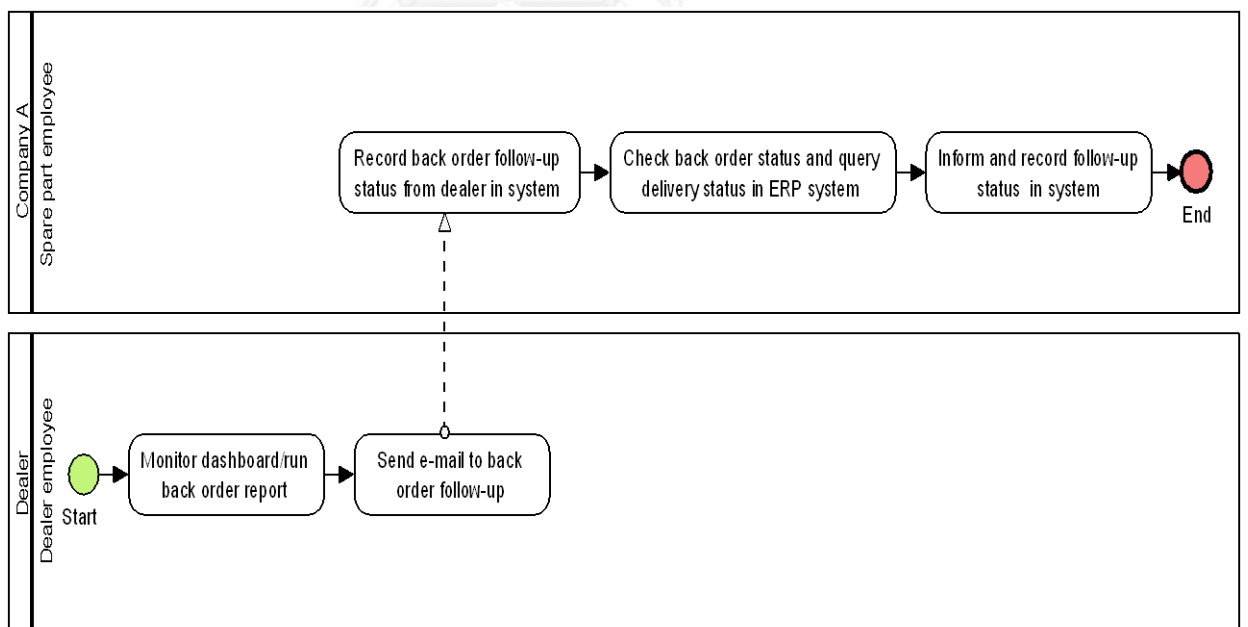 Company A
Spare part employee
Record back order follow-up
status from dealer in system
Check back order status and query
delivery status in ERP system
Inform and record follow-up
status in system
End
Dealer
Dealer employee
Start
Monitor dashboard/run
back order report
Send e-mail to back
order follow-up